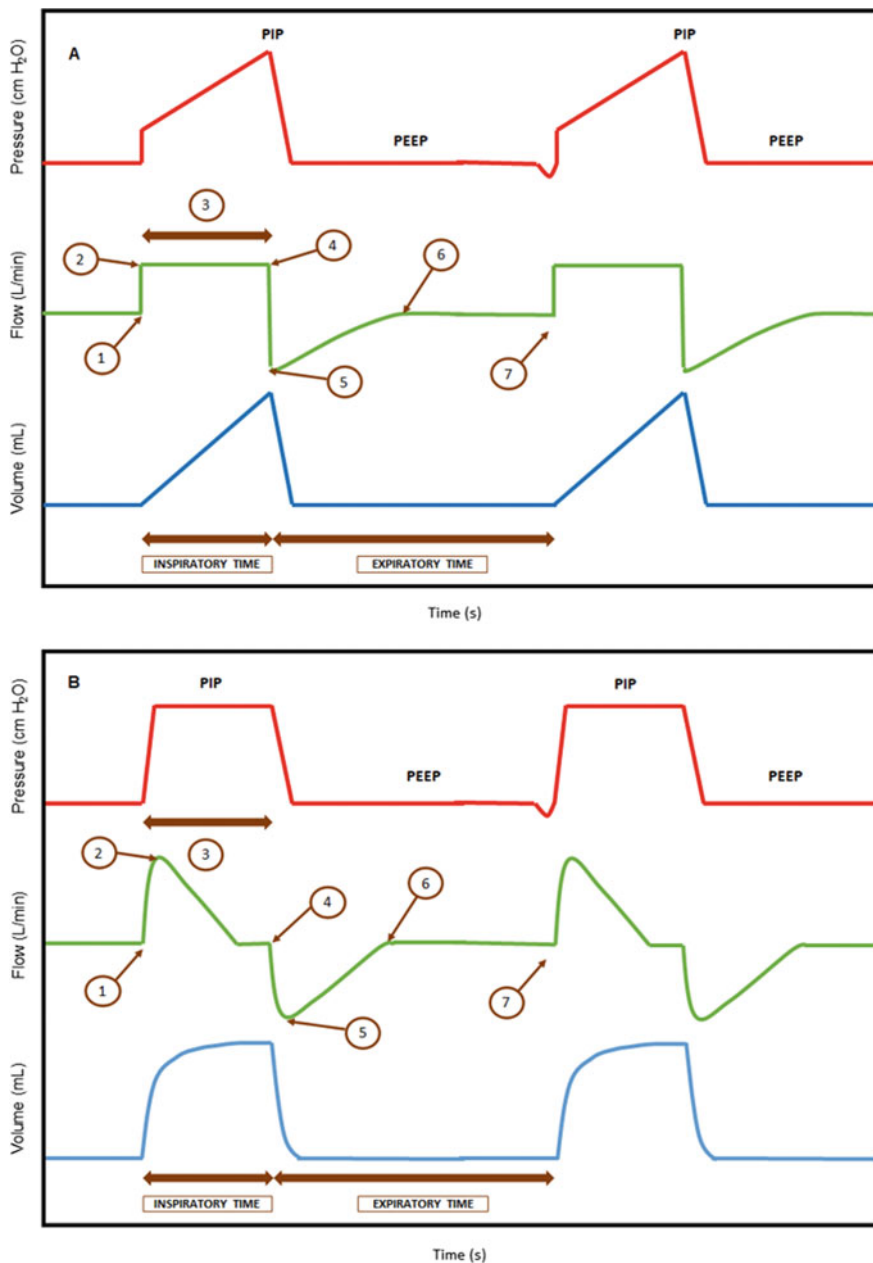 A
PIP
PIP
Pressure (cm H₂O)
PEEP
PEEP
3
2
4
6
Flow (L/min)
1
5
7
Volume (mL)
INSPIRATORY TIME
EXPIRATORY TIME
Time (s)
B
PIP
PIP
Pressure (cm H₂O)
PEEP
PEEP
2
3
6
4
Flow (L/min)
1
7
5
Volume (mL)
INSPIRATORY TIME
EXPIRATORY TIME
Time (s)